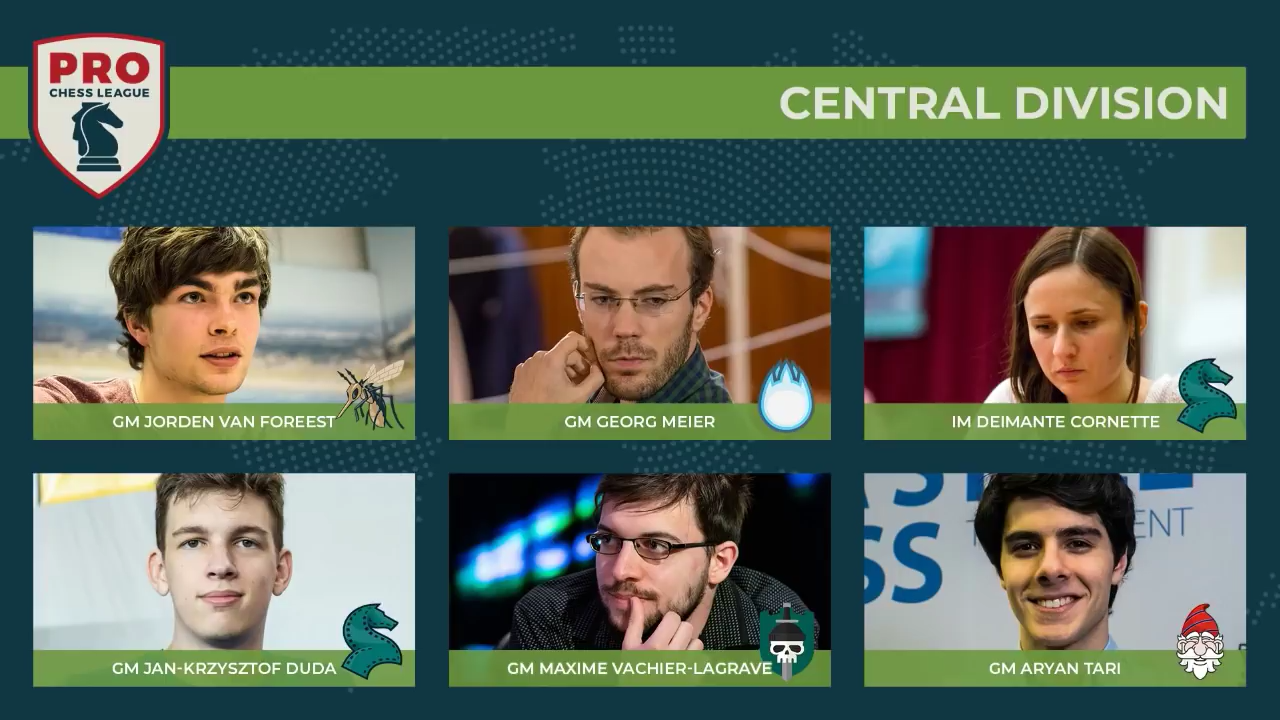 PRO
CHESS LEAGUE
CENTRAL DIVISION
GM JORDEN VAN FOREEST
GM GEORG MEIER
IM DEIMANTE CORNETTE
GM JAN-KRZYSZTOF DUDA
GM MAXIME VACHIER-LAGRAVE
GM ARYAN TARI